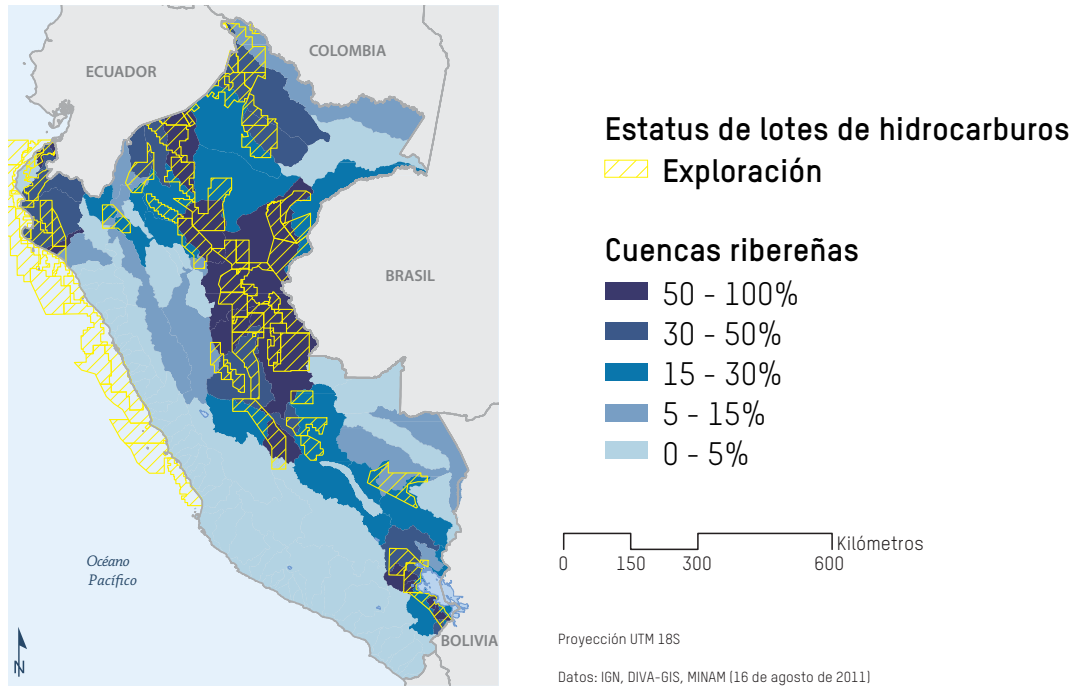 COLOMBIA
ECUADOR
BRASIL
Océano
Pacífico
N
BOLIVIA
Estatus de lotes de hidrocarburos
Exploración
Cuencas ribereñas
50 - 100%
30 - 50%
15 - 30%
5 - 15%
0 - 5%
Kilómetros
0 150 300 600
Proyección UTM 18S
Datos: IGN, DIVA-GIS, MINAM (16 de agosto de 2011)